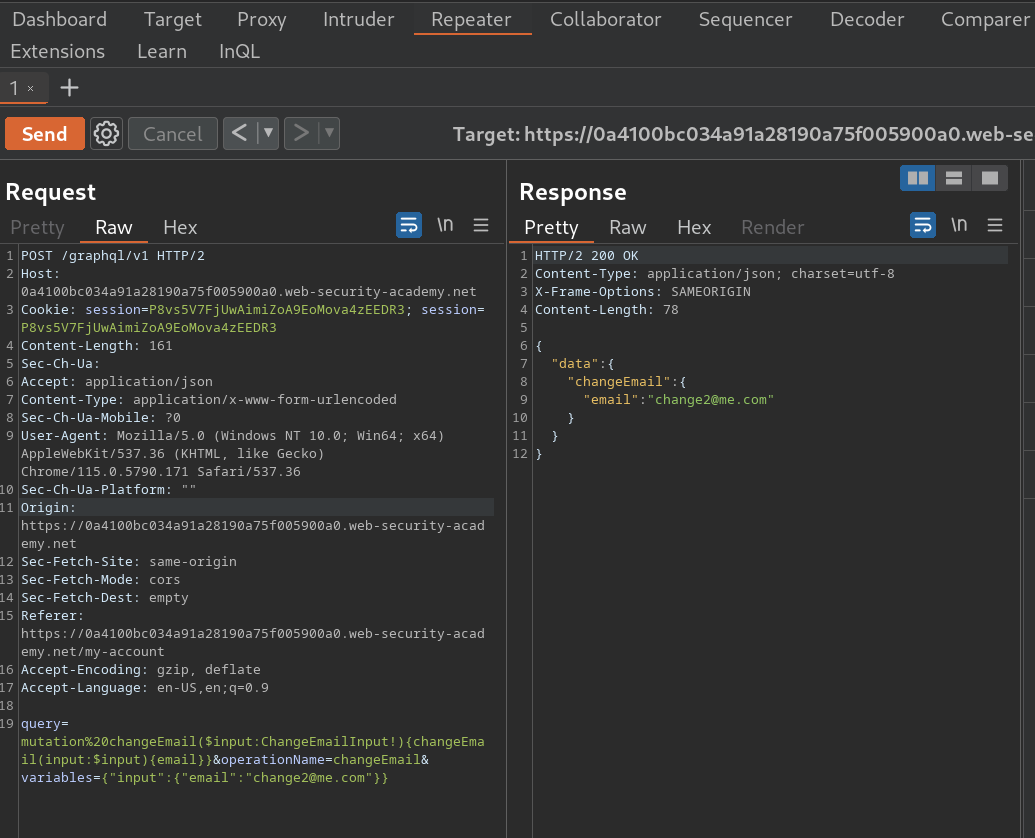 Dashboard Target Proxy Intruder Repeater Collaborator Sequencer Decoder Comparer
Extensions Learn InQL
1 × +
Send Cancel < > Target: https://0a4100bc034a91a28190a75f005900a0.web-se
Request
Pretty Raw Hex \n
1 POST /graphql/v1 HTTP/2
2 Host:
0a4100bc034a91a28190a75f005900a0.web-security-academy.net
3 Cookie: session=P8vs5V7FjUwAimiZoA9EoMova4zEEDR3; session=
P8vs5V7FjUwAimiZoA9EoMova4zEEDR3
4 Content-Length: 161
5 Sec-Ch-Ua:
6 Accept: application/json
7 Content-Type: application/x-www-form-urlencoded
8 Sec-Ch-Ua-Mobile: ?0
9 User-Agent: Mozilla/5.0 (Windows NT 10.0; Win64; x64)
AppleWebKit/537.36 (KHTML, like Gecko)
Chrome/115.0.5790.171 Safari/537.36
10 Sec-Ch-Ua-Platform: ""
11 Origin:
https://0a4100bc034a91a28190a75f005900a0.web-security-acad
emy.net
12 Sec-Fetch-Site: same-origin
13 Sec-Fetch-Mode: cors
14 Sec-Fetch-Dest: empty
15 Referer:
https://0a4100bc034a91a28190a75f005900a0.web-security-acad
emy.net/my-account
16 Accept-Encoding: gzip, deflate
17 Accept-Language: en-US,en;q=0.9
18
19 query=
mutation%20changeEmail($input:ChangeEmailInput!){changeEma
il(input:$input){email}}&operationName=changeEmail&
variables={"input":{"email":"change2@me.com"}}
Response
Pretty Raw Hex Render \n
1 HTTP/2 200 OK
2 Content-Type: application/json; charset=utf-8
3 X-Frame-Options: SAMEORIGIN
4 Content-Length: 78
5
6 {
7 "data":{
8 "changeEmail":{
9 "email":"change2@me.com"
10 }
11 }
12 }